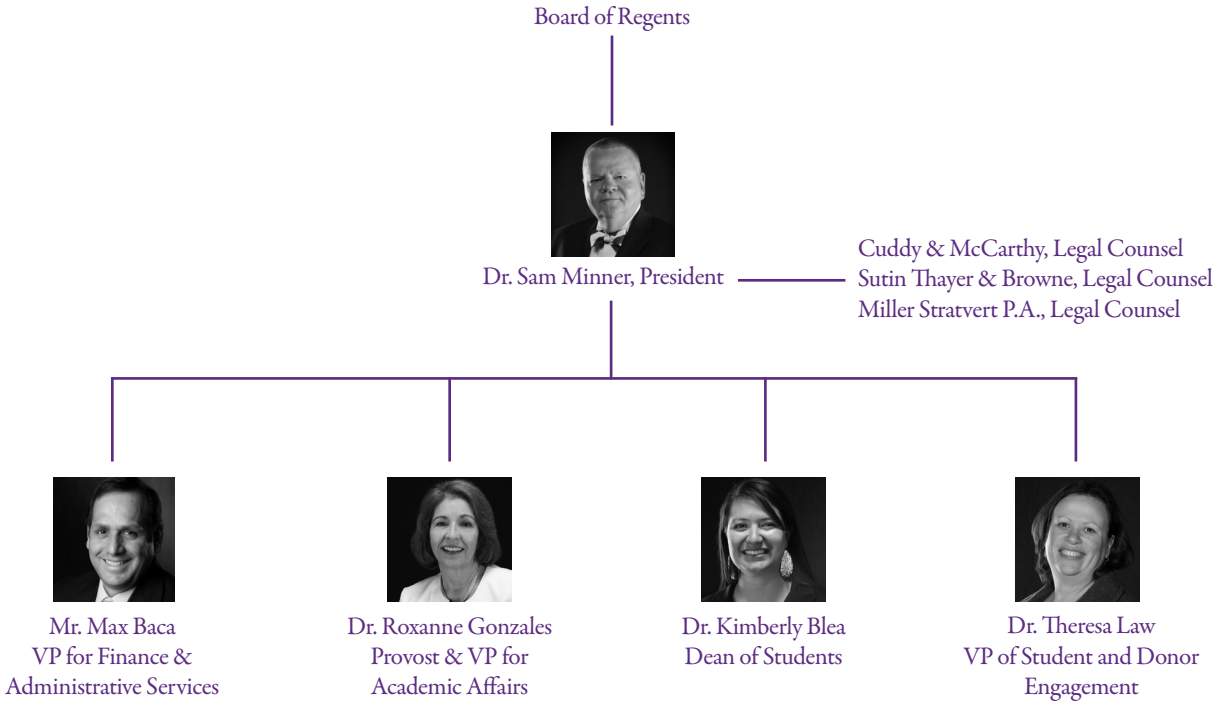 Board of Regents
Dr. Sam Minner, President
Cuddy & McCarthy, Legal Counsel
Sutin Thayer & Browne, Legal Counsel
Miller Stratvert P.A., Legal Counsel
Mr. Max Baca
VP for Finance &
Administrative Services
Dr. Roxanne Gonzales
Provost & VP for
Academic Affairs
Dr. Kimberly Blea
Dean of Students
Dr. Theresa Law
VP of Student and Donor
Engagement